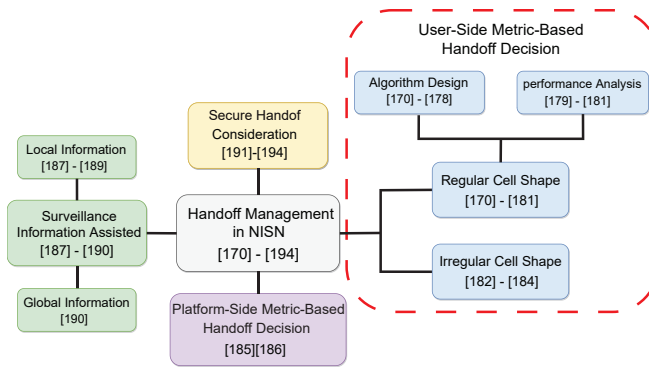 User-Side Metric-Based
Handoff Decision
Algorithm Design
[170] - [178]
performance Analysis
[179] - [181]
Secure Handof
Consideration
[191]-[194]
Local Information
[187] - [189]
Regular Cell Shape
[170] - [181]
Surveillance
Information Assisted
[187] - [190]
Handoff Management
in NISN
[170] - [194]
Irregular Cell Shape
[182] - [184]
Global Information
[190]
Platform-Side Metric-Based
Handoff Decision
[185][186]